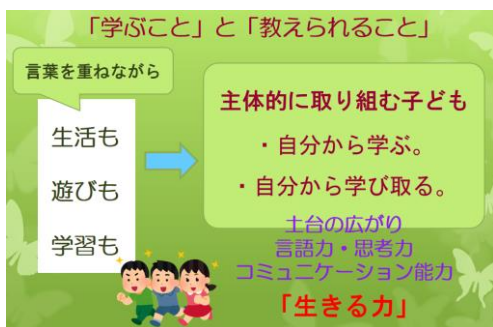 「学ぶこと」と「教えられること」
言葉を重ねながら
生活も
遊びも
学習も
主体的に取り組む子ども
・自分から学ぶ。
・自分から学び取る。
土台の広がり
言語力・思考力
コミュニケーション能力
「生きる力」